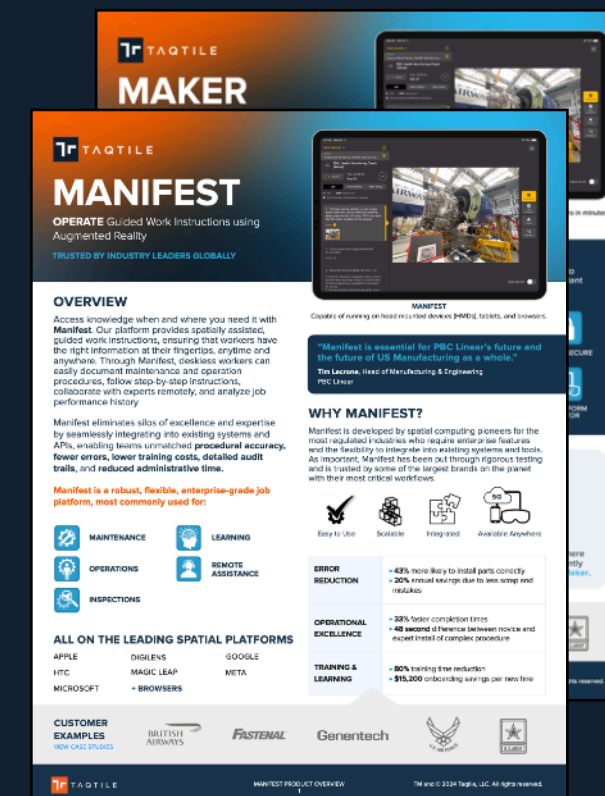 TAQTILE
MAKER
TAQTILE
MANIFEST
OPERATE Guided Work Instructions using
Augmented Reality
TRUSTED BY INDUSTRY LEADERS GLOBALLY
MANIFEST
Capable of running on head mounted devices (HMDs), tablets, and browsers.
OVERVIEW
Access knowledge when and where you need it with
Manifest. Our platform provides spatially assisted,
guided work instructions, ensuring that workers have
the right information at their fingertips, anytime and
anywhere. Through Manifest, deskless workers can
easily document maintenance and operation
procedures, follow step-by-step instructions,
collaborate with experts remotely, and analyze job
performance history
Manifest eliminates silos of excellence and expertise
by seamlessly integrating into existing systems and
APIs, enabling teams unmatched procedural accuracy,
fewer errors, lower training costs, detailed audit
trails, and reduced administrative time.
Manifest is a robust, flexible, enterprise-grade job
platform, most commonly used for:
MAINTENANCE
LEARNING
OPERATIONS
REMOTE
ASSISTANCE
INSPECTIONS
ALL ON THE LEADING SPATIAL PLATFORMS
APPLE
DIGILENS
GOOGLE
HTC
MAGIC LEAP
META
MICROSOFT
+ BROWSERS
"Manifest is essential for PBC Linear's future and
the future of US Manufacturing as a whole."
Tim Lecrone, Head of Manufacturing & Engineering
PBC Linear
WHY MANIFEST?
Manifest is developed by spatial computing pioneers for the
most regulated industries who require enterprise features
and the flexibility to integrate into existing systems and tools.
As important, Manifest has been put through rigorous testing
and is trusted by some of the largest brands on the planet
with their most critical workflows.
5G
Easy to Use
Scalable
Integrated
Available Anywhere
ERROR
REDUCTION
43% more likely to install parts correctly
20% annual savings due to less scrap and
mistakes
OPERATIONAL
EXCELLENCE
33% faster completion times
48 second difference between novice and
expert install of complex procedure
TRAINING &
LEARNING
80% training time reduction
$15,200 onboarding savings per new hire
CUSTOMER
EXAMPLES
VIEW CASE STUDIES
BRITISH
AIRWAYS
FASTENAL
Genentech
U.S. AIR FORCE
U.S. ARMY
TAQTILE
MANIFEST PRODUCT OVERVIEW
1
TM and © 2024 Taqtile, LLC. All rights reserved.